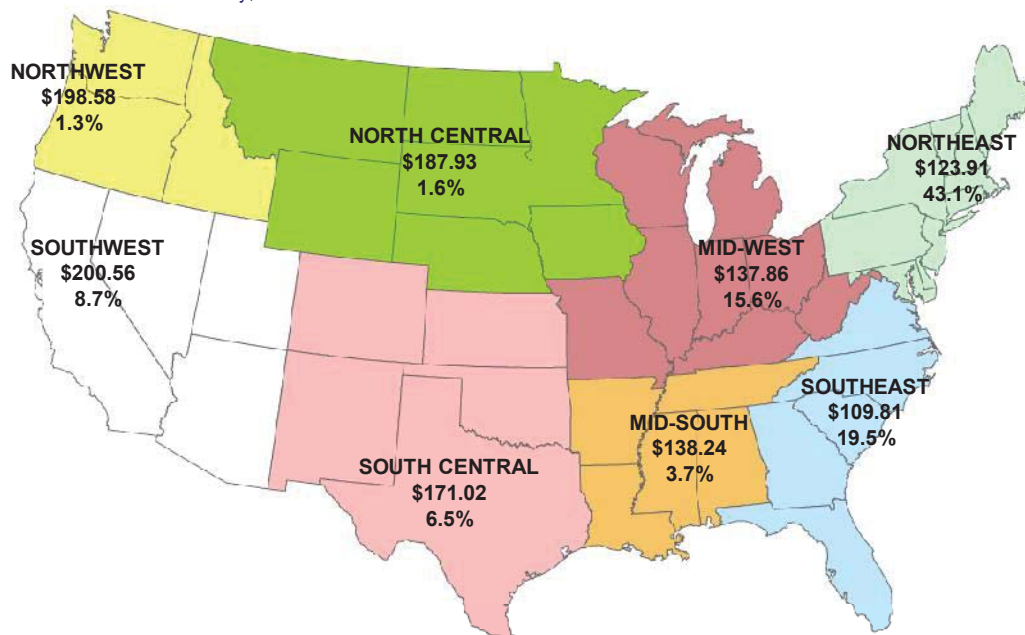 NORTHWEST
$198.58
1.3%
NORTH CENTRAL
$187.93
1.6%
NORTHEAST
$123.91
43.1%
SOUTHWEST
$200.56
8.7%
MID-WEST
$137.86
15.6%
SOUTHEAST
$109.81
19.5%
MID-SOUTH
$138.24
3.7%
SOUTH CENTRAL
$171.02
6.5%